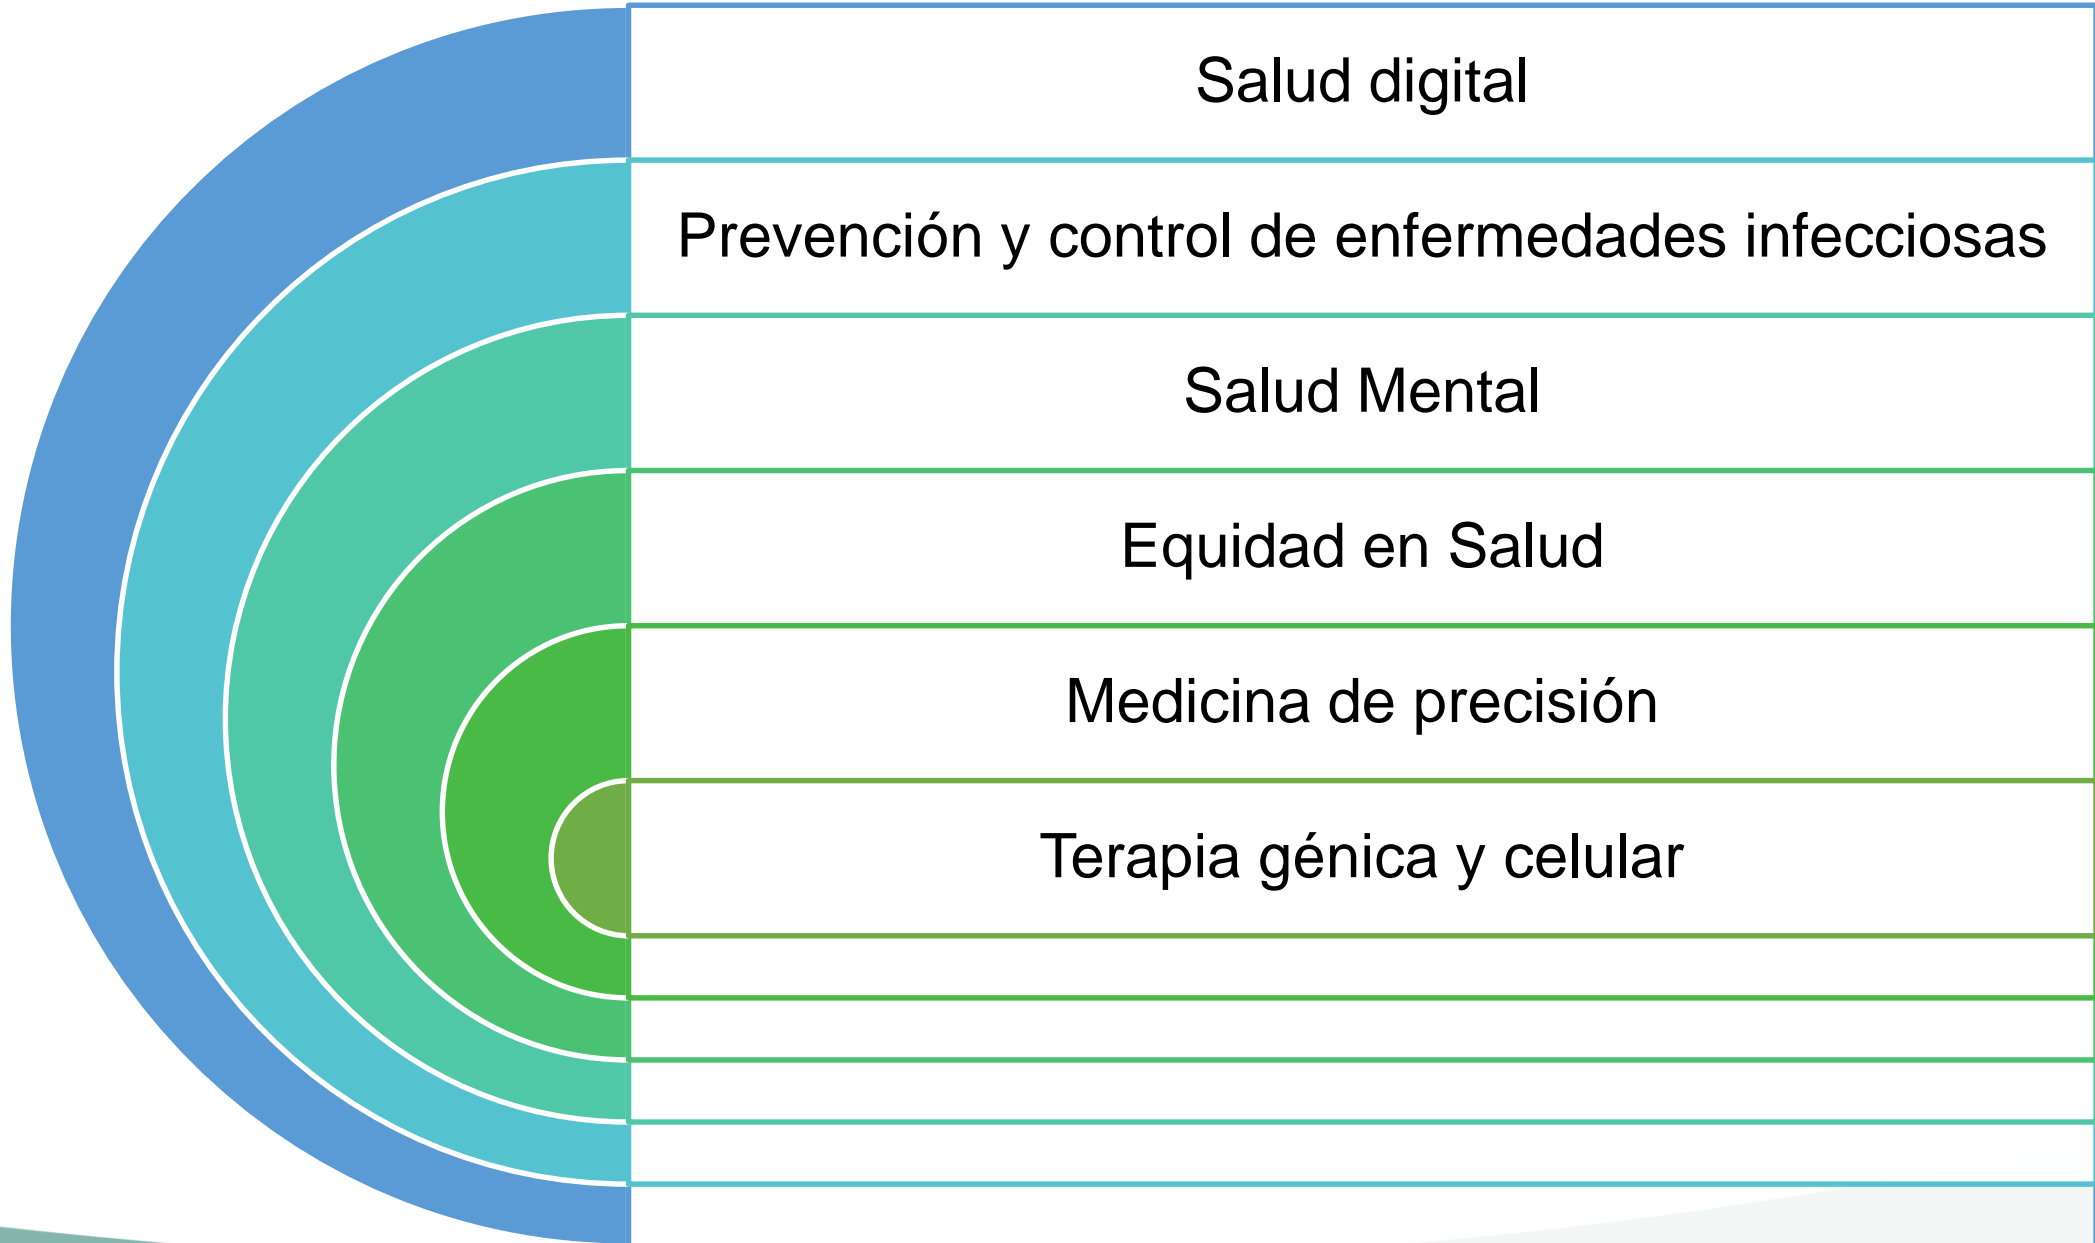 Salud digital
Prevención y control de enfermedades infecciosas
Salud Mental
Equidad en Salud
Medicina de precisión
Terapia génica y celular